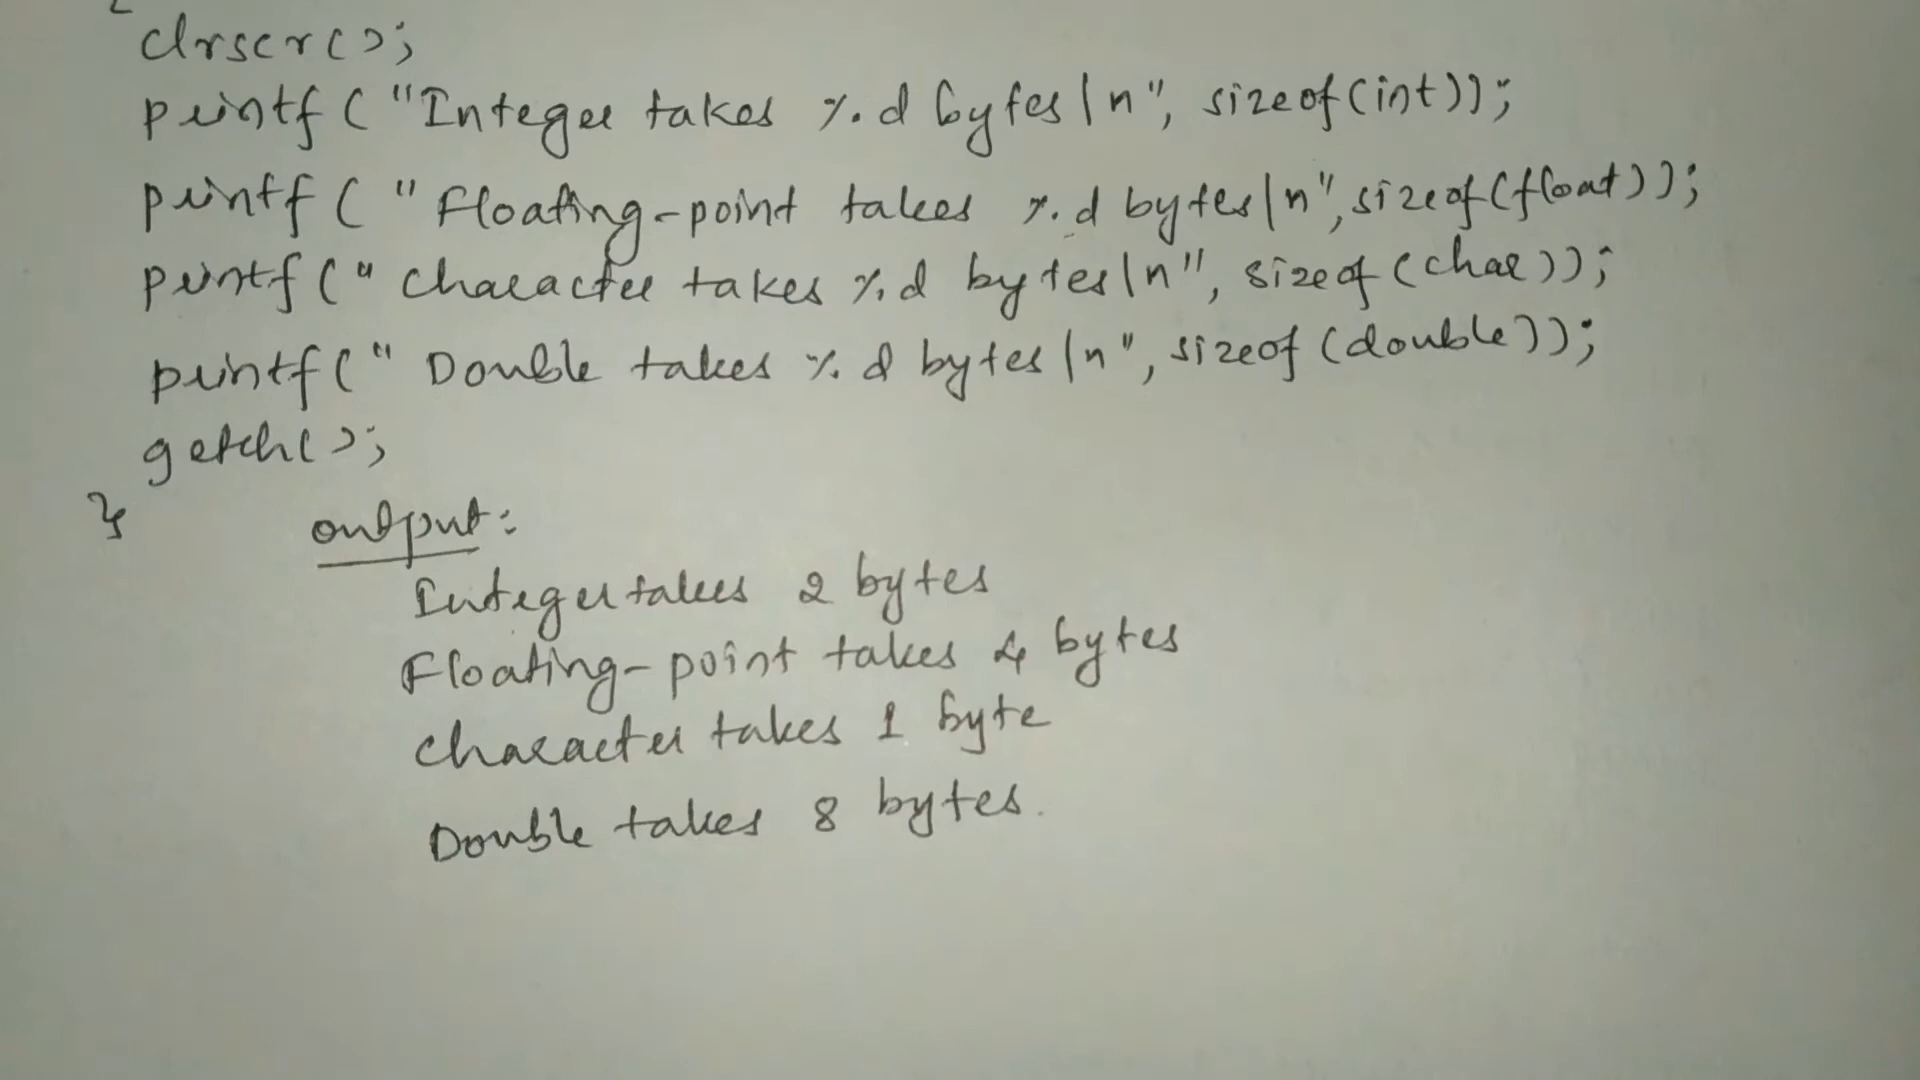 {
clrscr();
printf("Integer takes %d bytes\n", sizeof(int));
printf("Floating-point takes %d bytes\n", sizeof(float));
printf("Character takes %d bytes\n", sizeof(char));
printf("Double takes %d bytes\n", sizeof(double));
getch();
}
output:
Integer takes 2 bytes
Floating-point takes 4 bytes
Character takes 1 byte
Double takes 8 bytes.